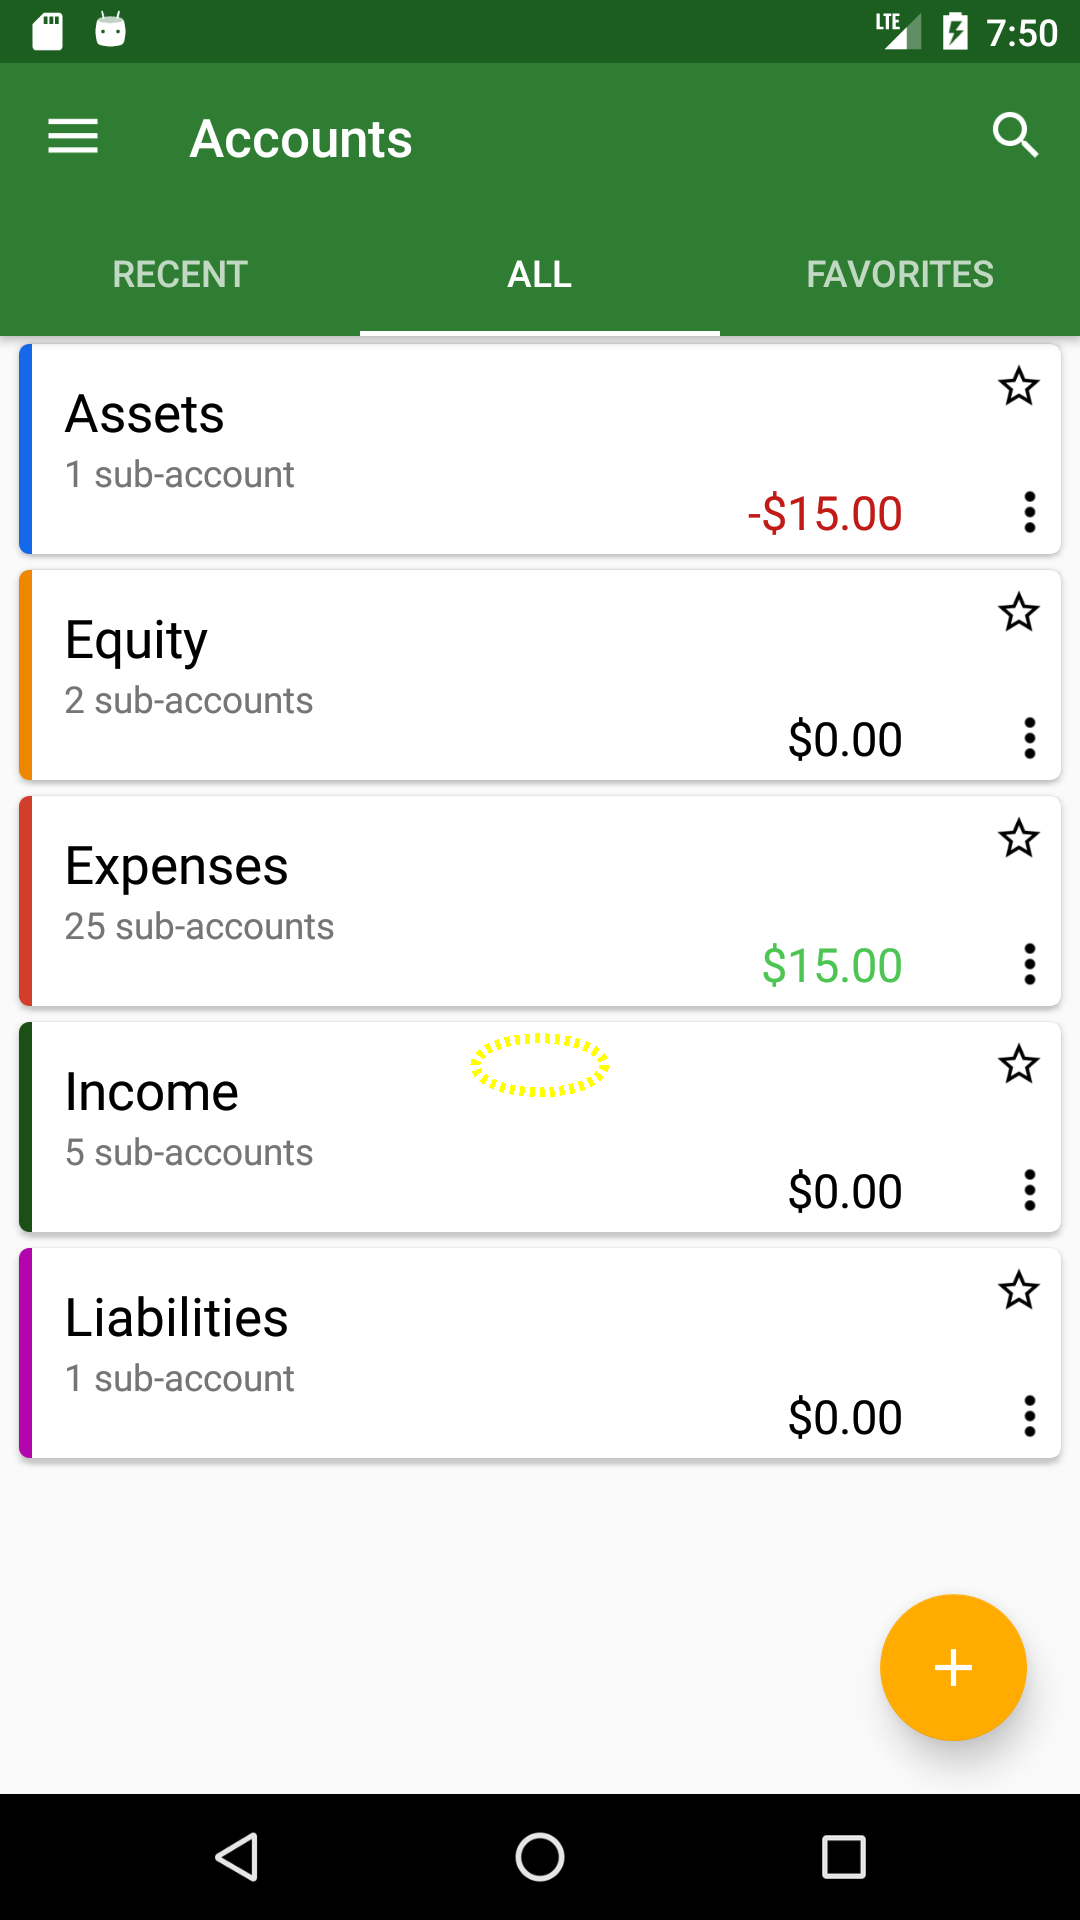 LTE 7:50
Accounts
RECENT ALL FAVORITES
Assets
1 sub-account
-$15.00
Equity
2 sub-accounts
$0.00
Expenses
25 sub-accounts
$15.00
Income
5 sub-accounts
$0.00
Liabilities
1 sub-account
$0.00